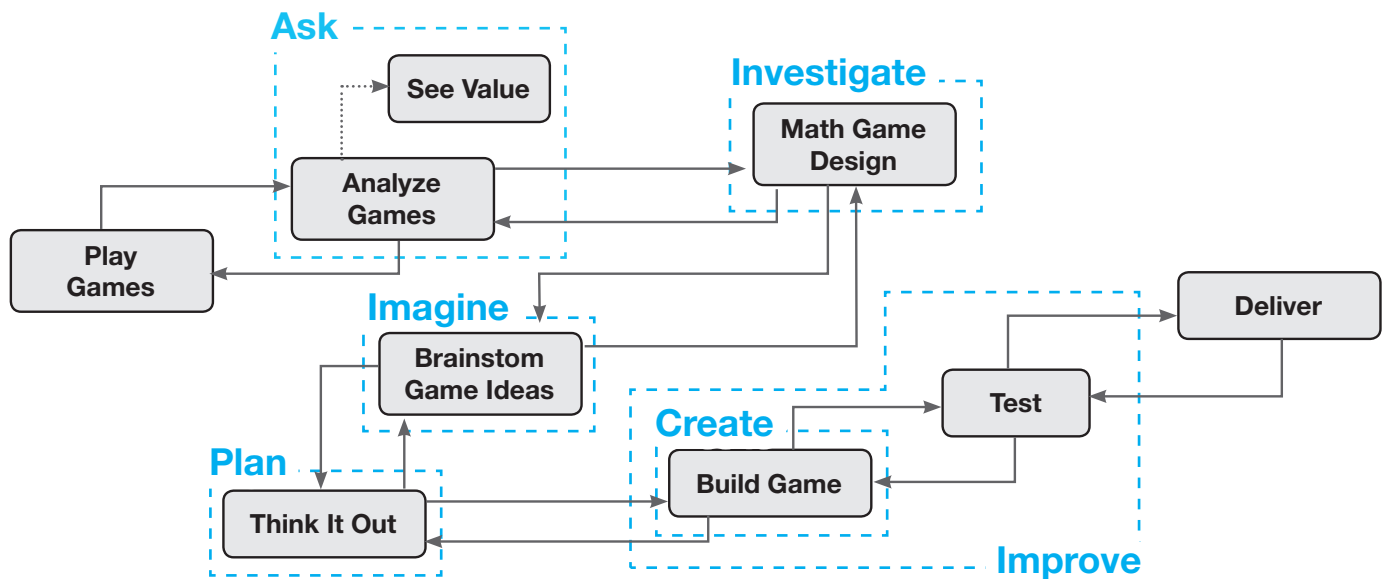 Ask
See Value
Investigate
Math Game
Design
Analyze
Games
Play
Games
Imagine
Brainstom
Game Ideas
Deliver
Test
Create
Build Game
Plan
Think It Out
Improve